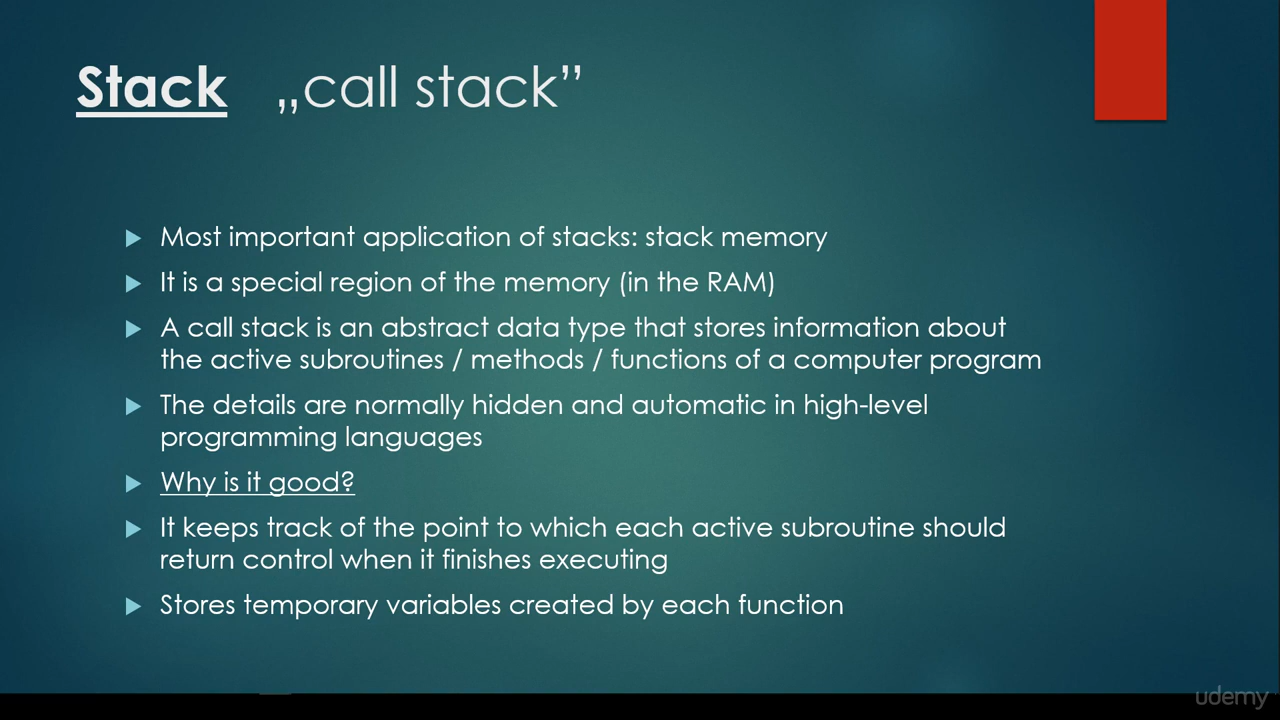 Stack „call stack”
Most important application of stacks: stack memory
It is a special region of the memory (in the RAM)
A call stack is an abstract data type that stores information about
the active subroutines / methods / functions of a computer program
The details are normally hidden and automatic in high-level
programming languages
Why is it good?
It keeps track of the point to which each active subroutine should
return control when it finishes executing
Stores temporary variables created by each function
udemy